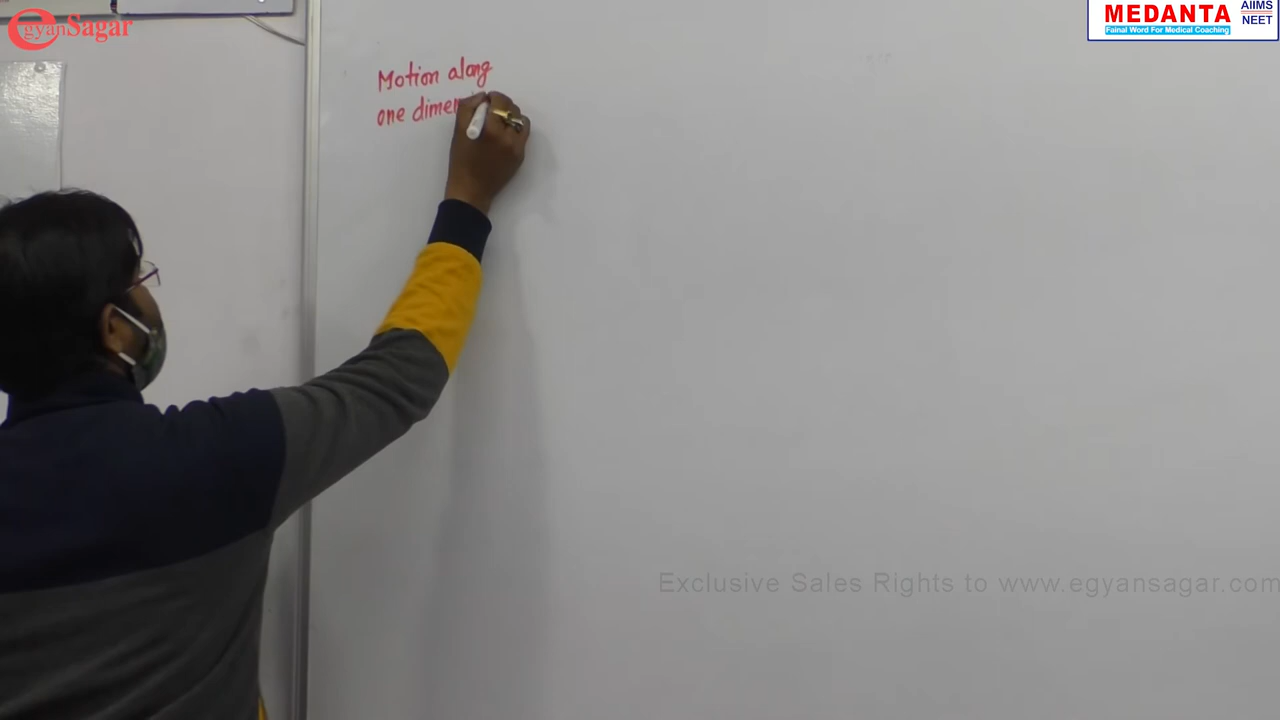 egyanSagar
MEDANTA
Fainal Word For Medical Coaching
AIIMS
NEET
Motion along
one dimen
Exclusive Sales Rights to www.egyansagar.com